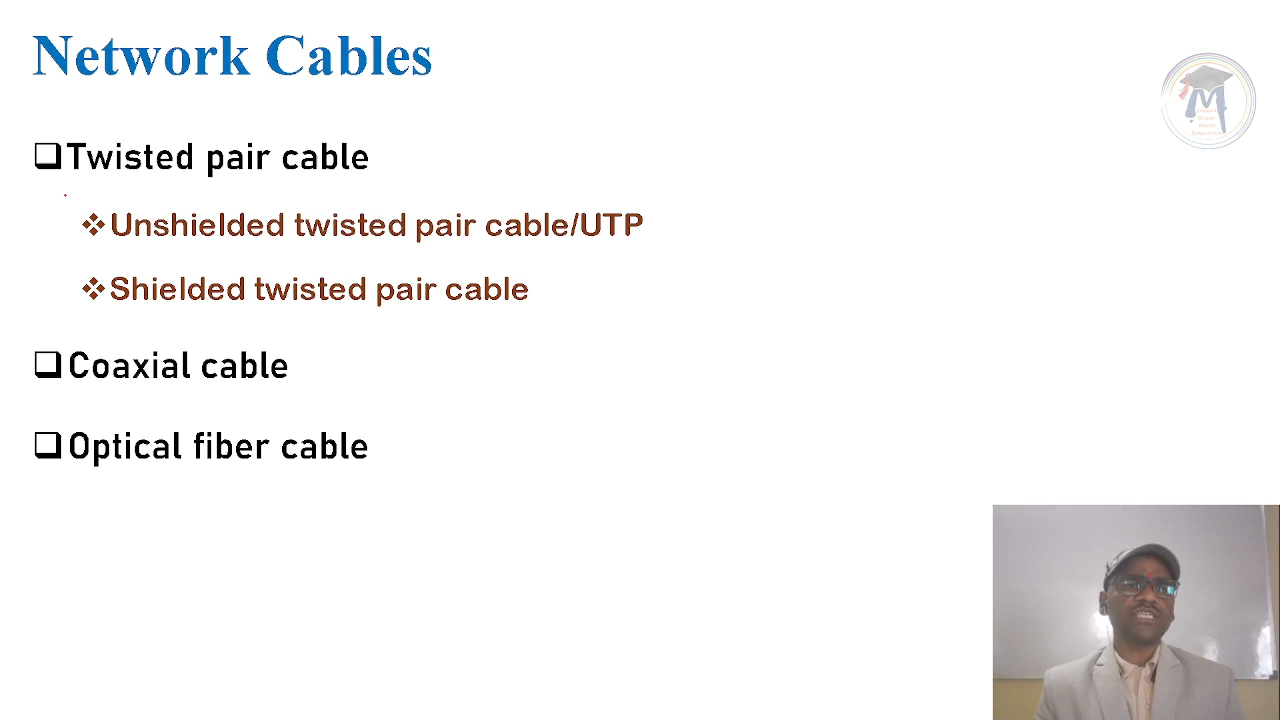 Network Cables
Twisted pair cable
Unshielded twisted pair cable/UTP
Shielded twisted pair cable
Coaxial cable
Optical fiber cable